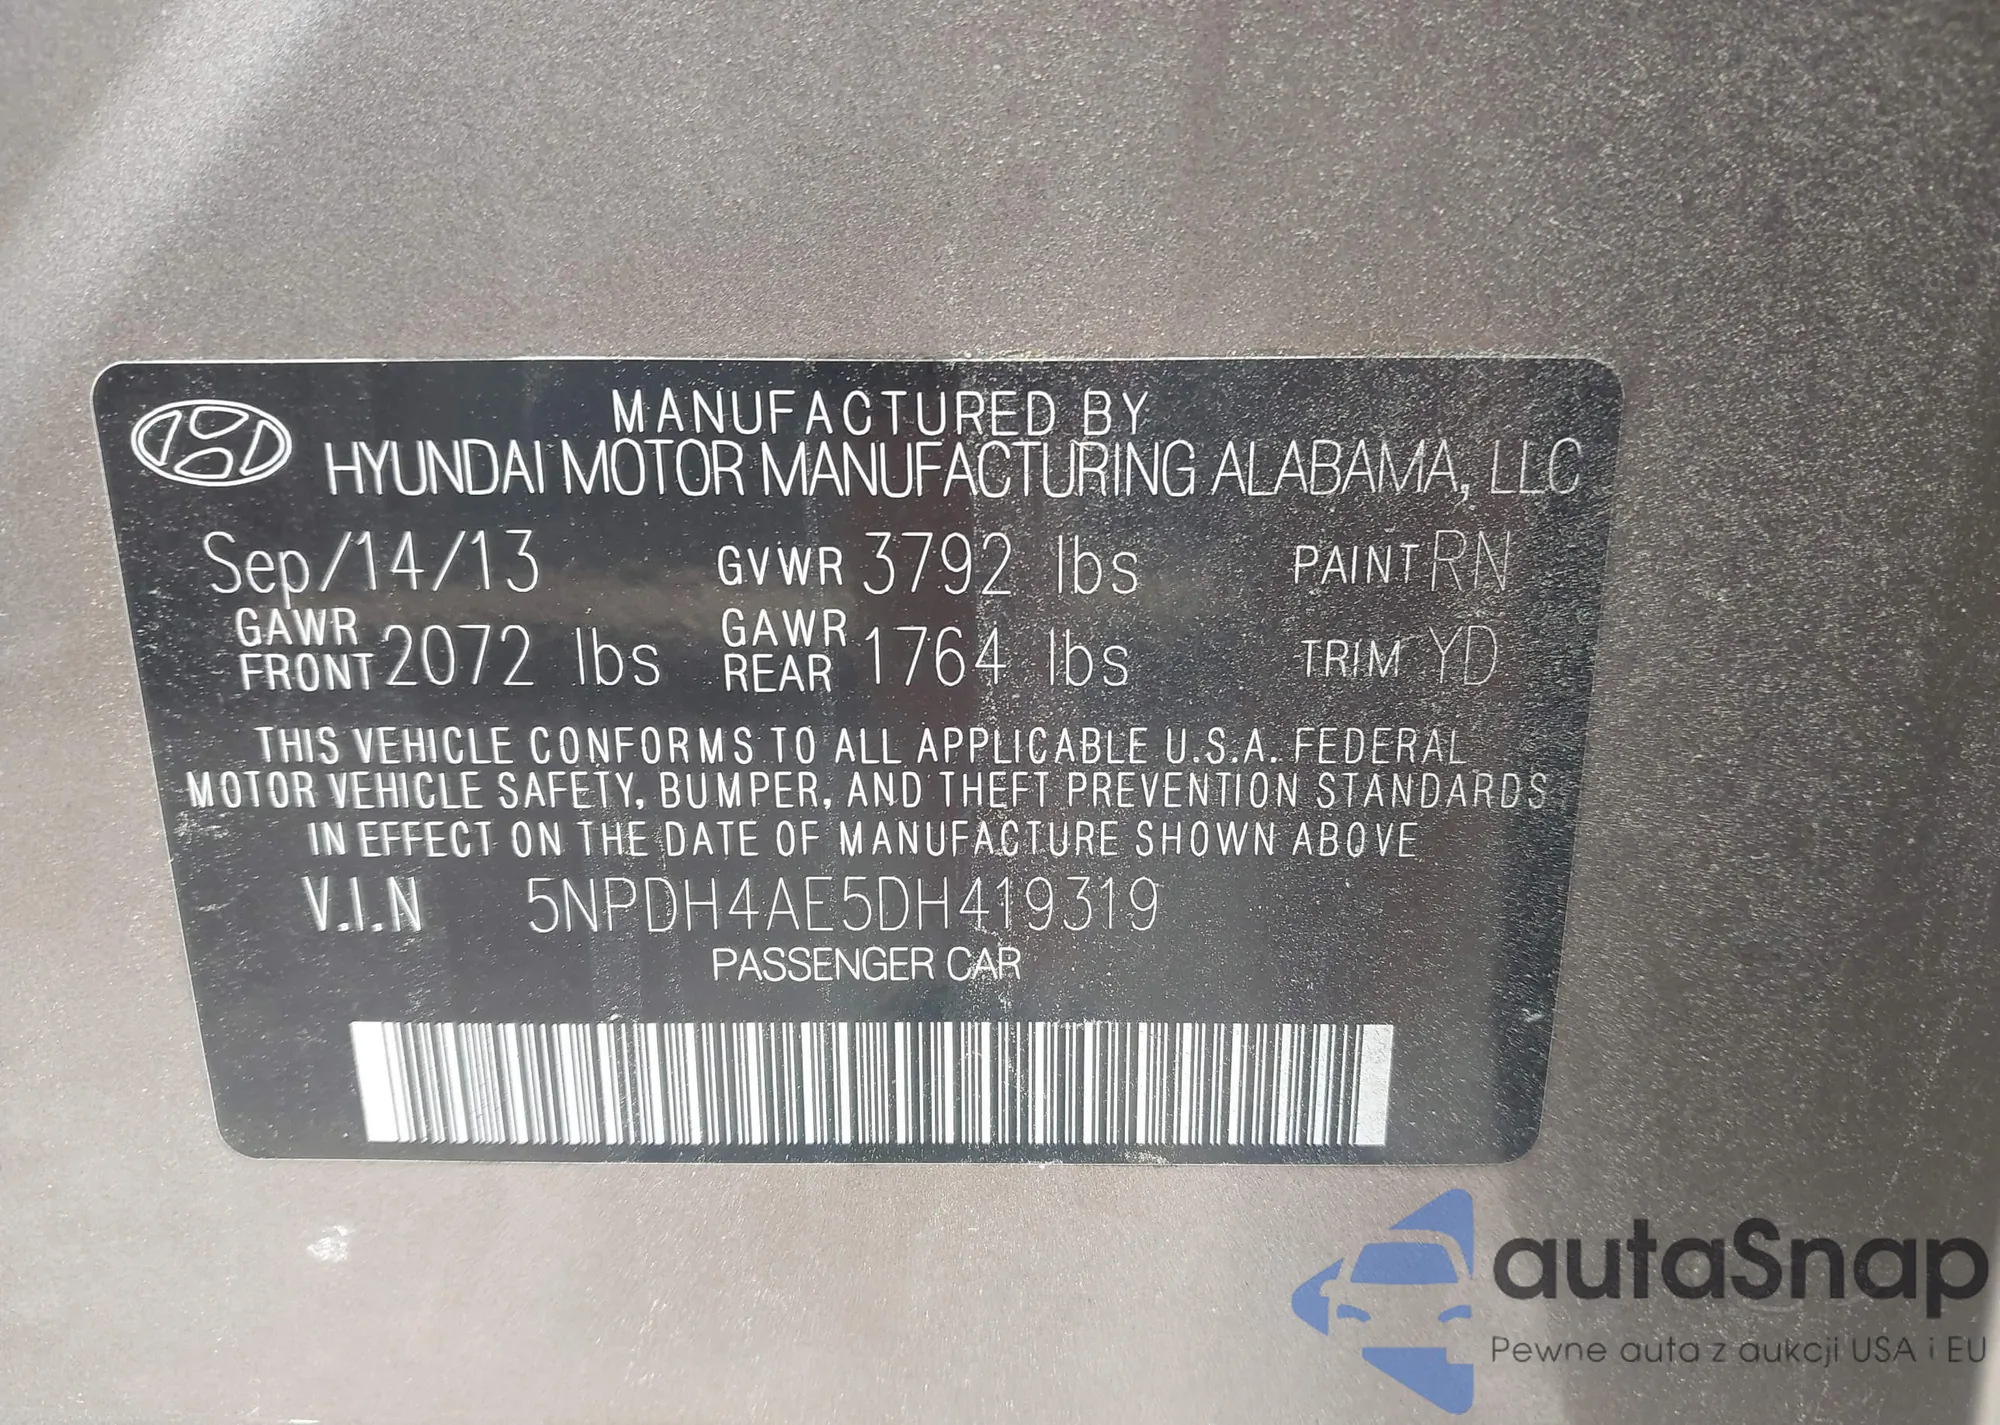 MANUFACTURED BY
HYUNDAI MOTOR MANUFACTURING ALABAMA, LLC
Sep/14/13 GVWR 3792 lbs PAINT RN
GAWR FRONT 2072 lbs GAWR REAR 1764 lbs TRIM YD
THIS VEHICLE CONFORMS TO ALL APPLICABLE U.S.A. FEDERAL
MOTOR VEHICLE SAFETY, BUMPER, AND THEFT PREVENTION STANDARDS
IN EFFECT ON THE DATE OF MANUFACTURE SHOWN ABOVE
V.I.N 5NPDH4AE5DH419319
PASSENGER CAR
autaSnap
Pewne auta z aukcji USA i EU